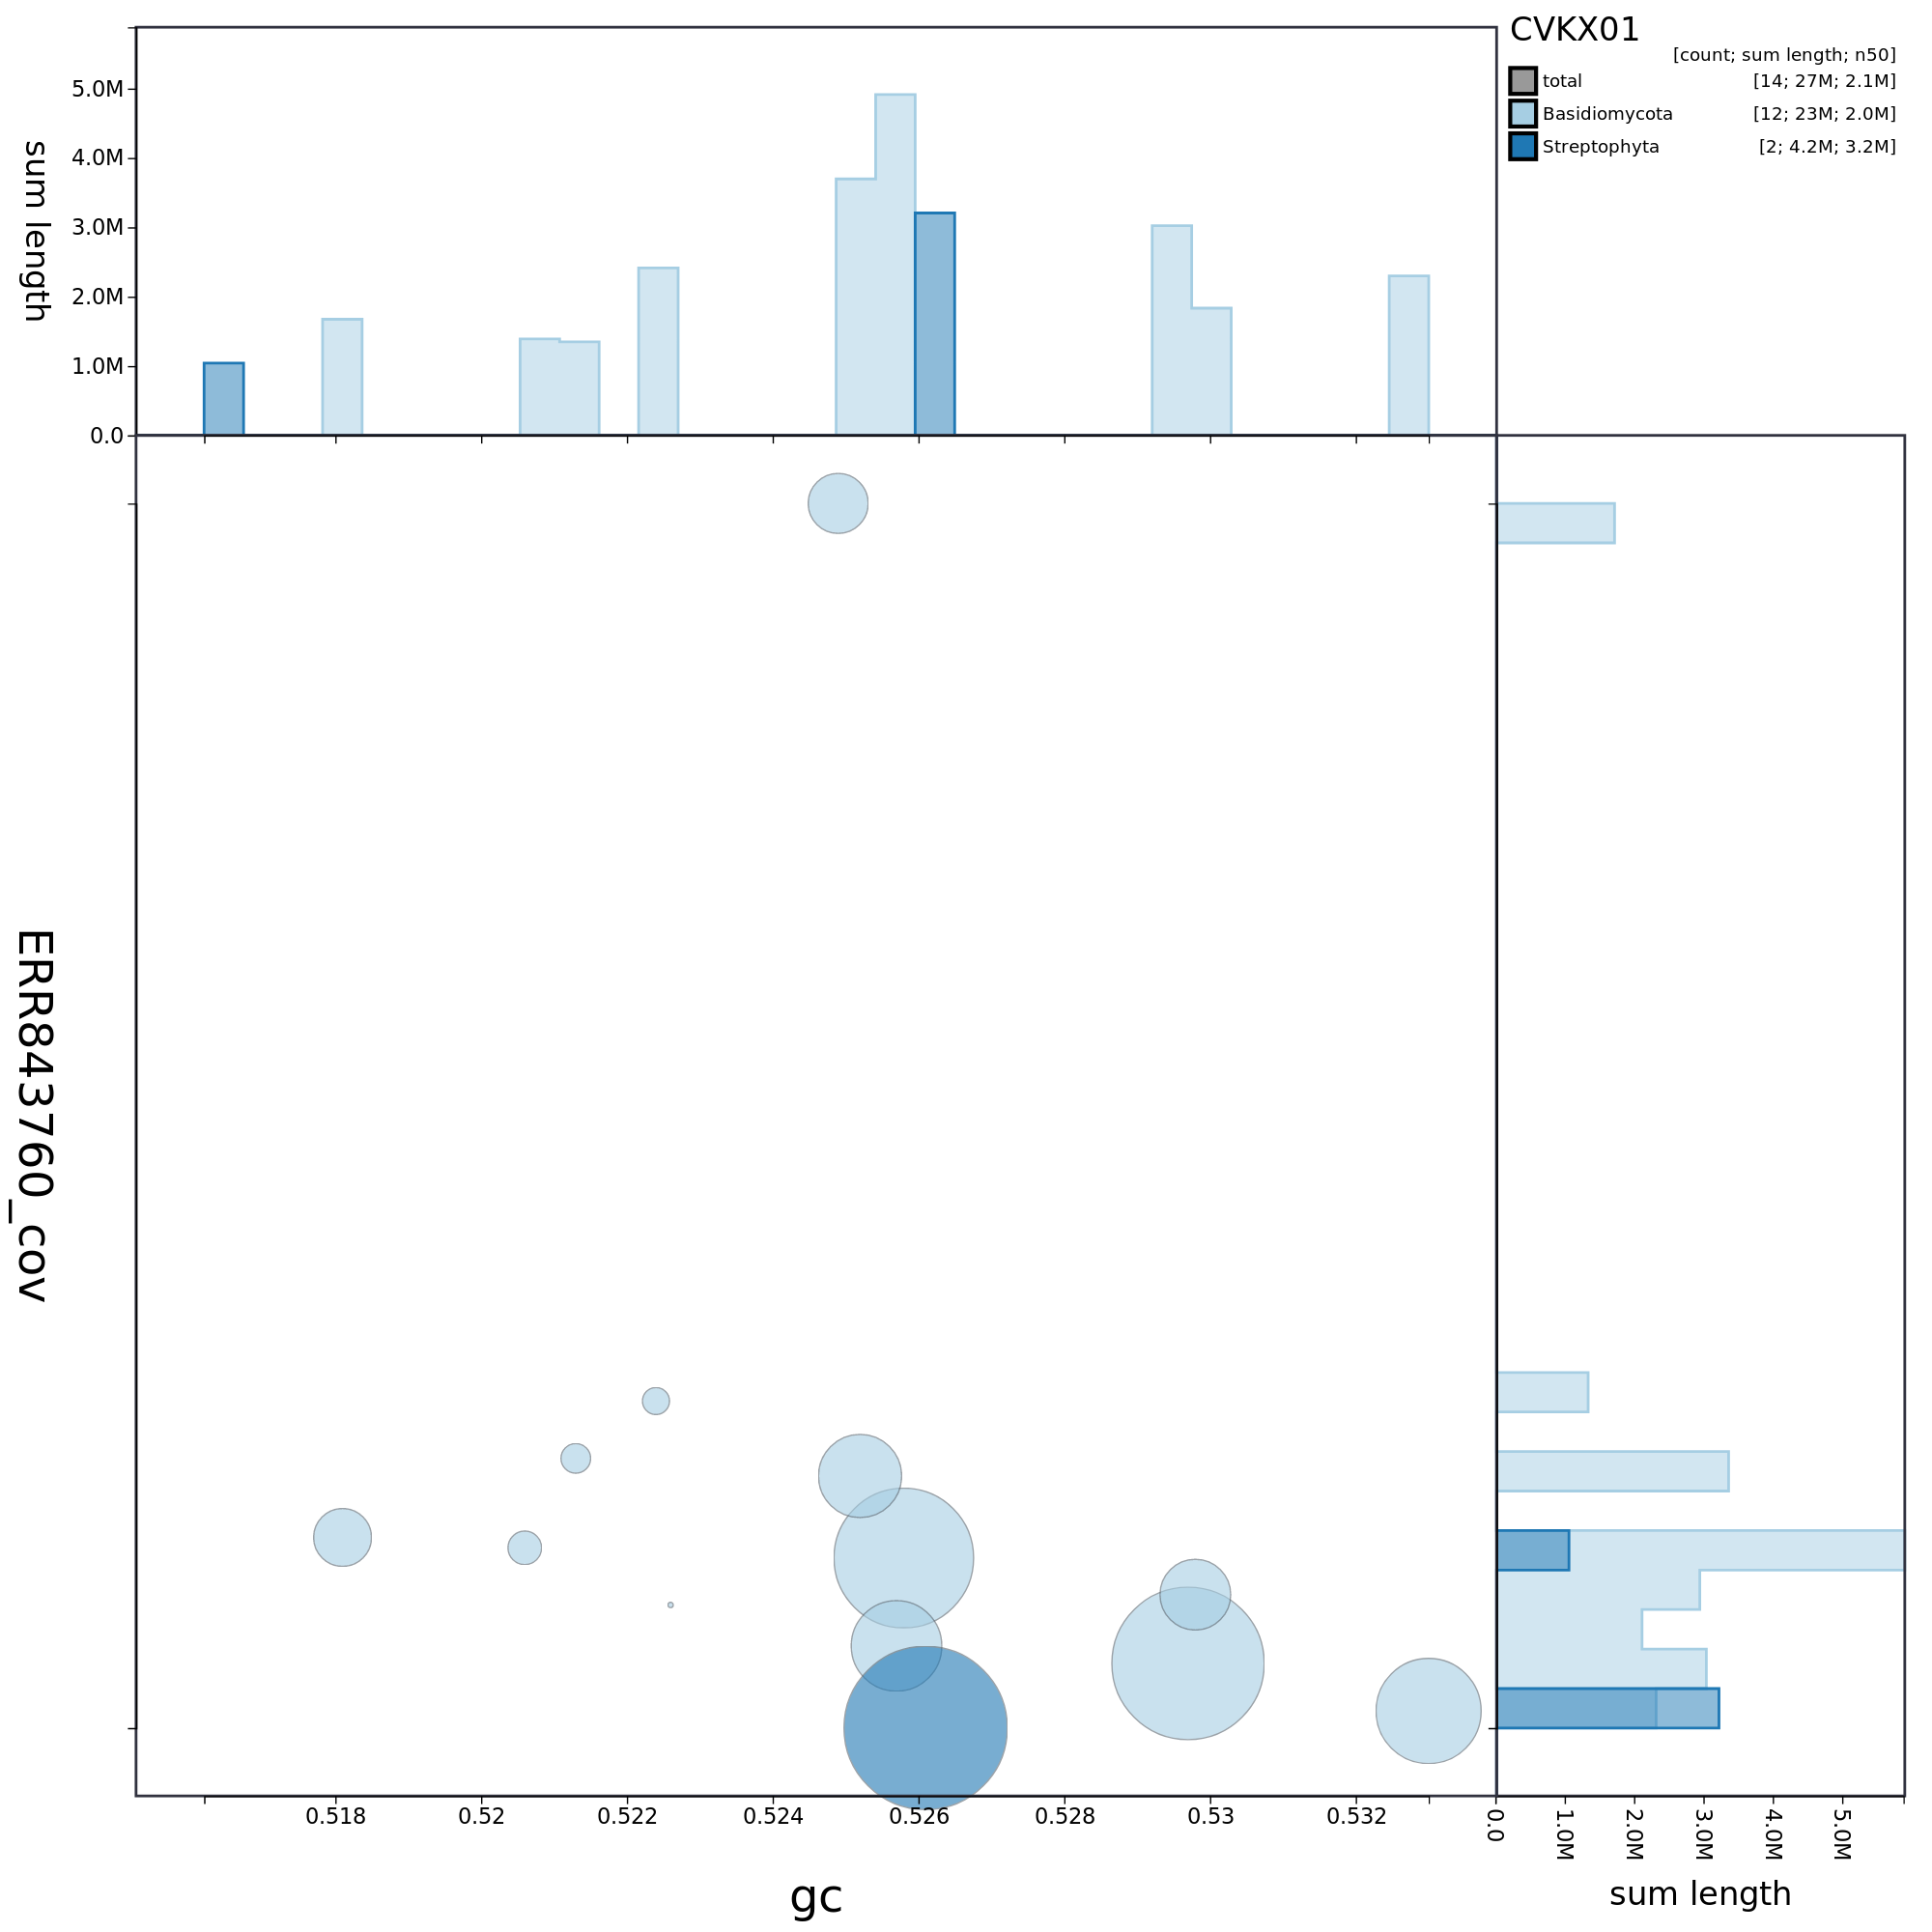 CVKX01
[count; sum length; n50]
total [14; 27M; 2.1M]
Basidiomycota [12; 23M; 2.0M]
Streptophyta [2; 4.2M; 3.2M]
sum length
5.0M
4.0M
3.0M
2.0M
1.0M
0.0
ERR843760_cov
0.518 0.52 0.522 0.524 0.526 0.528 0.53 0.532
gc
0.0 1.0M 2.0M 3.0M 4.0M 5.0M
sum length